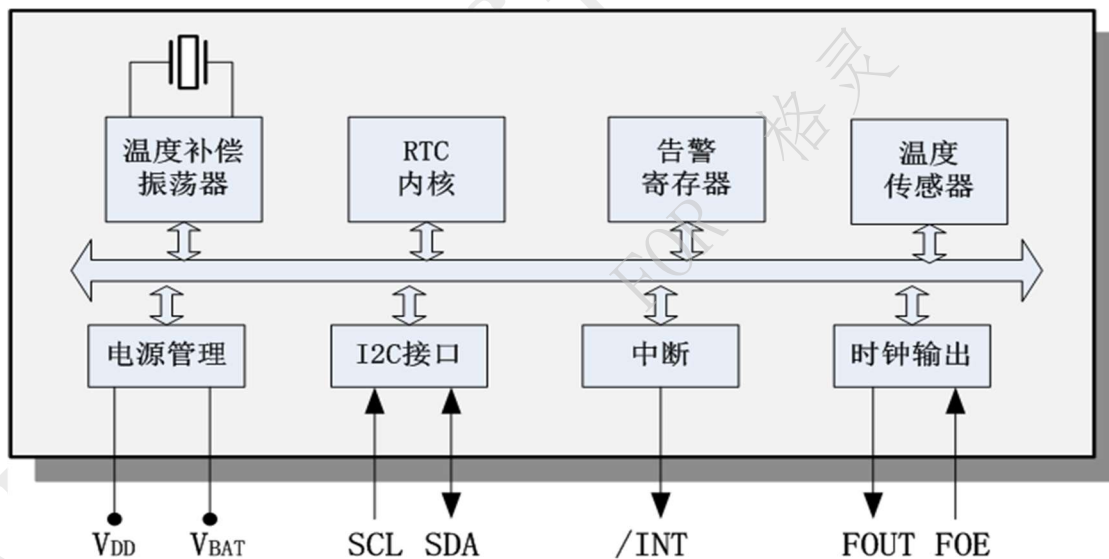 温度补偿
振荡器
RTC
内核
告警
寄存器
温度
传感器
电源管理
I2C接口
中断
时钟输出
VDD
VBAT
SCL
SDA
/INT
FOUT
FOE
FOR 格灵